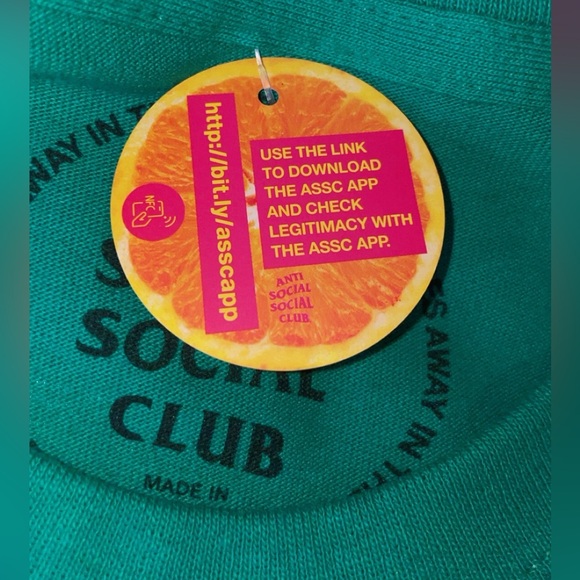 http://bit.ly/asscapp
USE THE LINK
TO DOWNLOAD
THE ASSC APP
AND CHECK
LEGITIMACY WITH
THE ASSC APP.
NFC
ANTI
SOCIAL
SOCIAL
CLUB
SOCIAL
CLUB
MADE IN
AWAY IN
AWAY IN